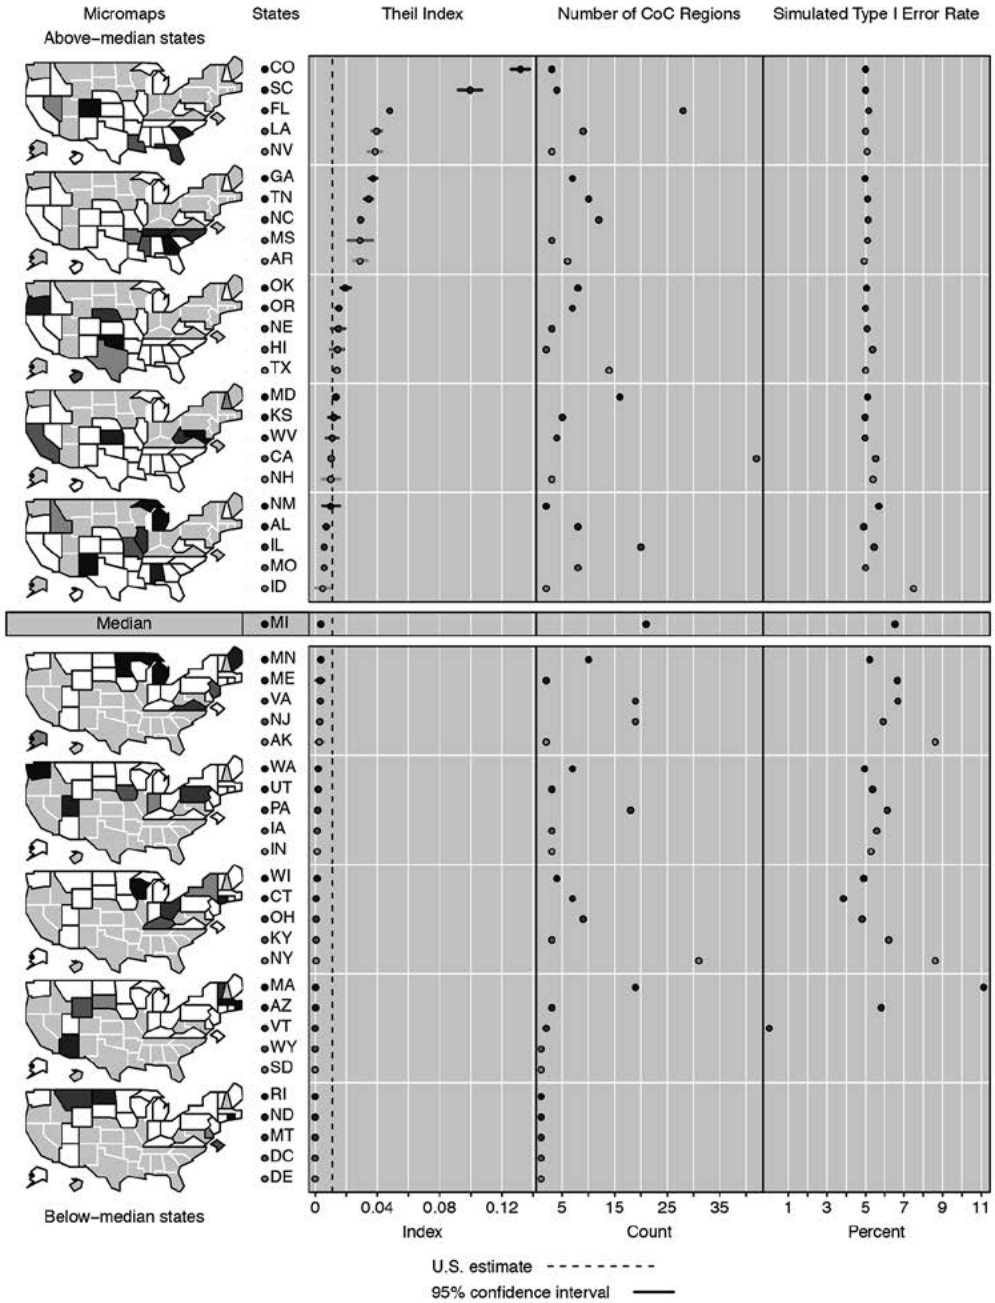 Micromaps States Theil Index Number of CoC Regions Simulated Type I Error Rate
Above–median states
CO
SC
FL
LA
NV
GA
TN
NC
MS
AR
OK
OR
NE
HI
TX
MD
KS
WV
CA
NH
NM
AL
IL
MO
ID
Median MI
MN
ME
VA
NJ
AK
WA
UT
PA
IA
IN
WI
CT
OH
KY
NY
MA
AZ
VT
WY
SD
RI
ND
MT
DC
DE
0 0.04 0.08 0.12 5 15 25 35 1 3 5 7 9 11
Below–median states
Index Count Percent
U.S. estimate
95% confidence interval